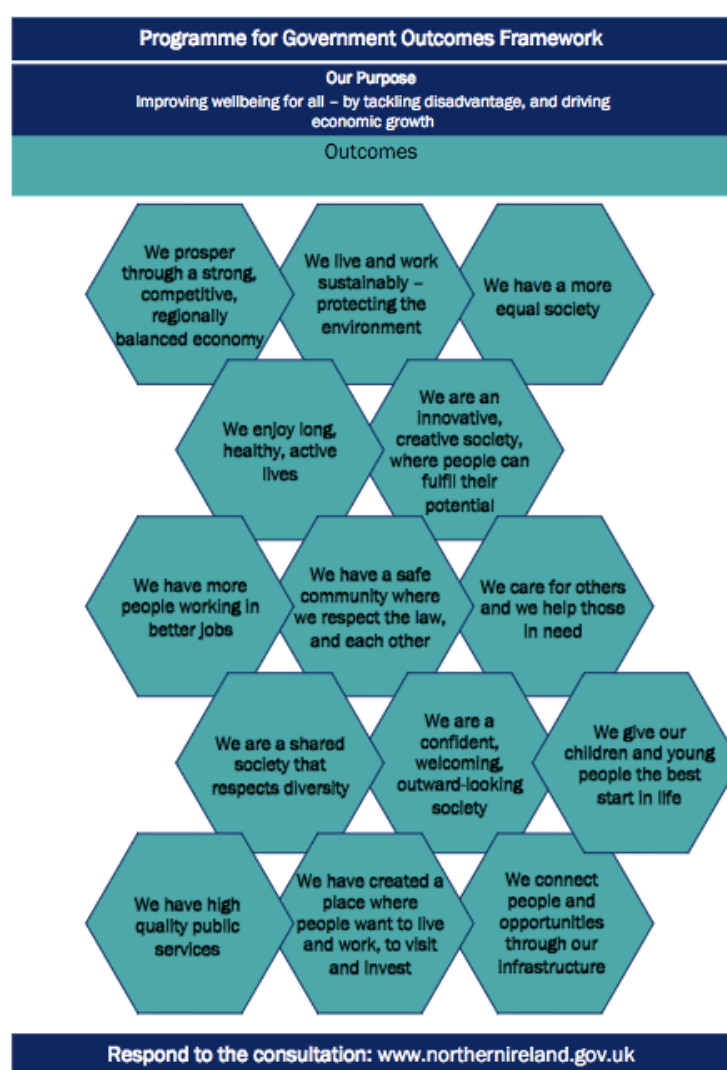 Programme for Government Outcomes Framework
Our Purpose
Improving wellbeing for all – by tackling disadvantage, and driving
economic growth
Outcomes
We prosper
through a strong,
competitive,
regionally
balanced economy
We live and work
sustainably –
protecting the
environment
We have a more
equal society
We enjoy long,
healthy, active
lives
We are an
innovative,
creative society,
where people can
fulfil their
potential
We have more
people working in
better jobs
We have a safe
community where
we respect the law,
and each other
We care for others
and we help those
in need
We are a shared
society that
respects diversity
We are a
confident,
welcoming,
outward-looking
society
We give our
children and young
people the best
start in life
We have high
quality public
services
We have created a
place where
people want to live
and work, to visit
and invest
We connect
people and
opportunities
through our
infrastructure
Respond to the consultation: www.northernireland.gov.uk